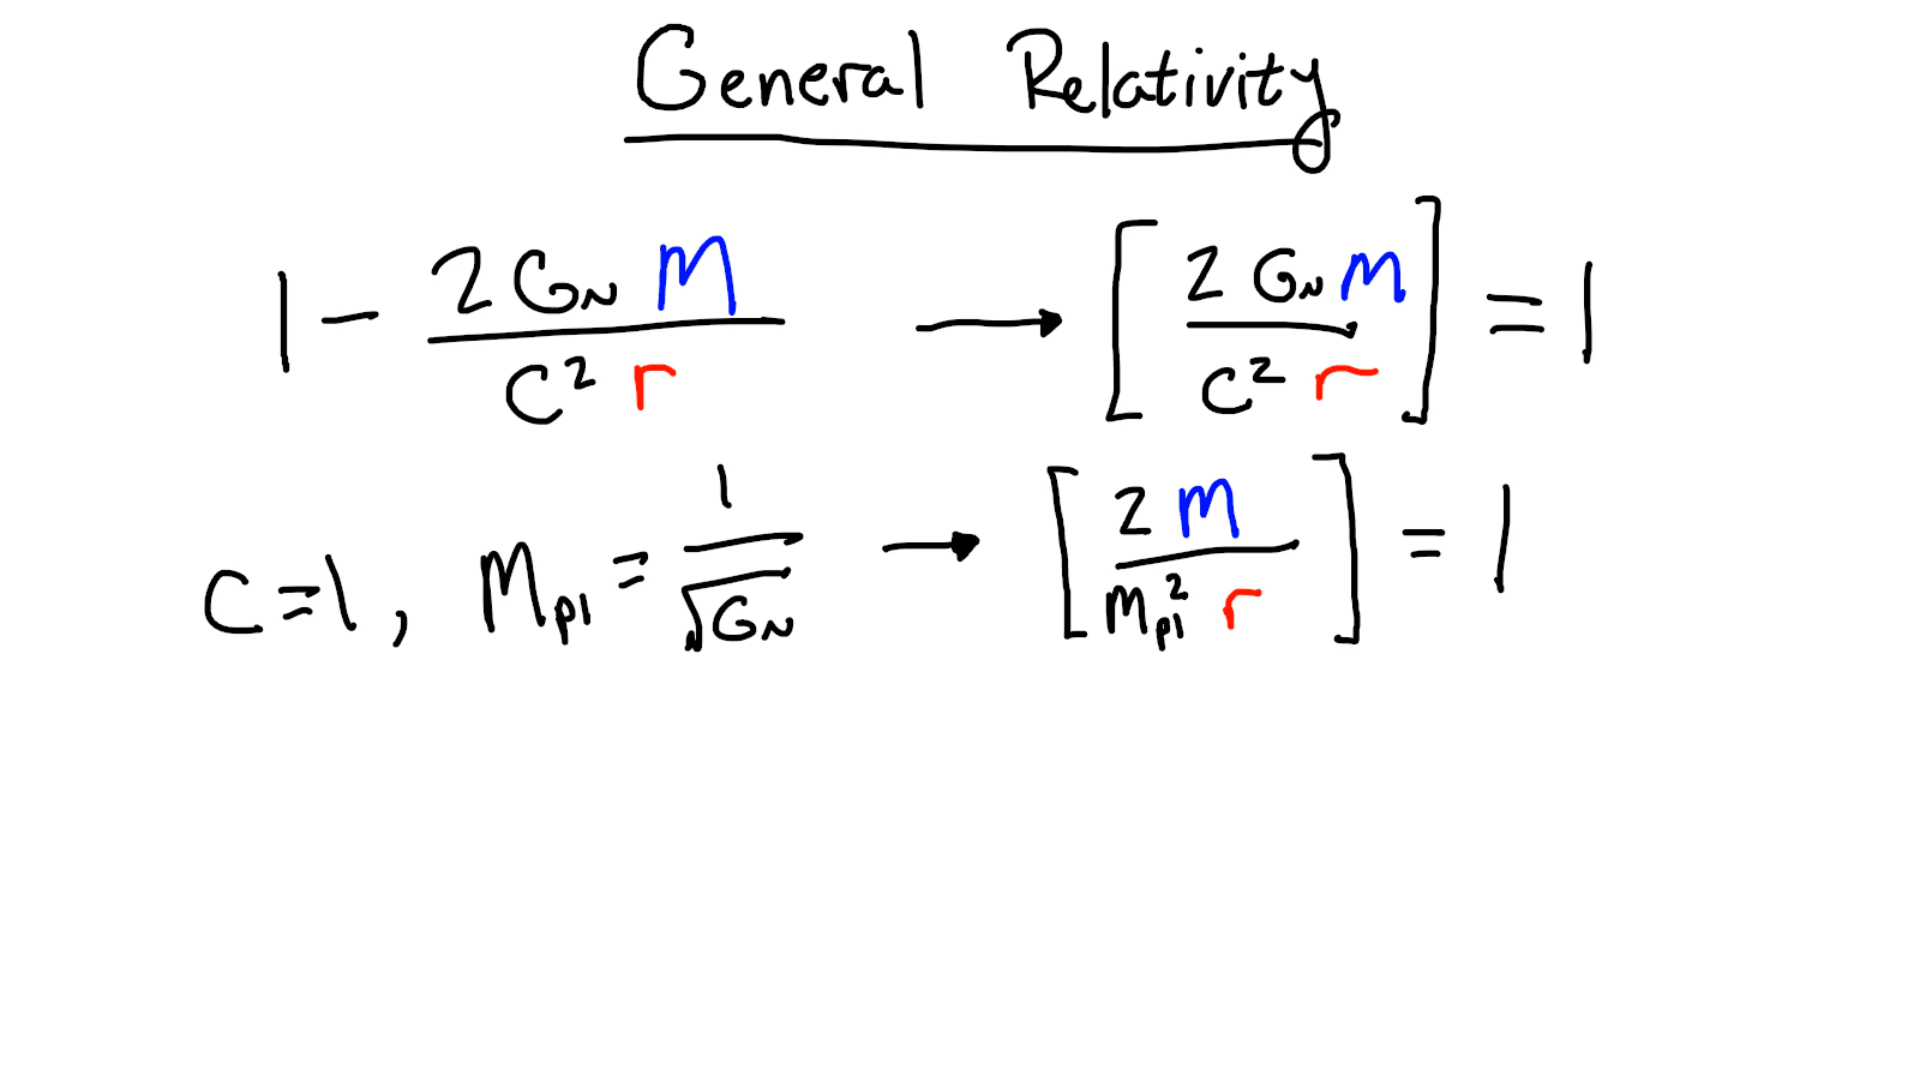 General Relativity
1 - 2 G_N M / C² r → [2 G_N M / C² r] = 1
C = 1, M_pl = 1 / √G_N → [2 M / M_pl² r] = 1